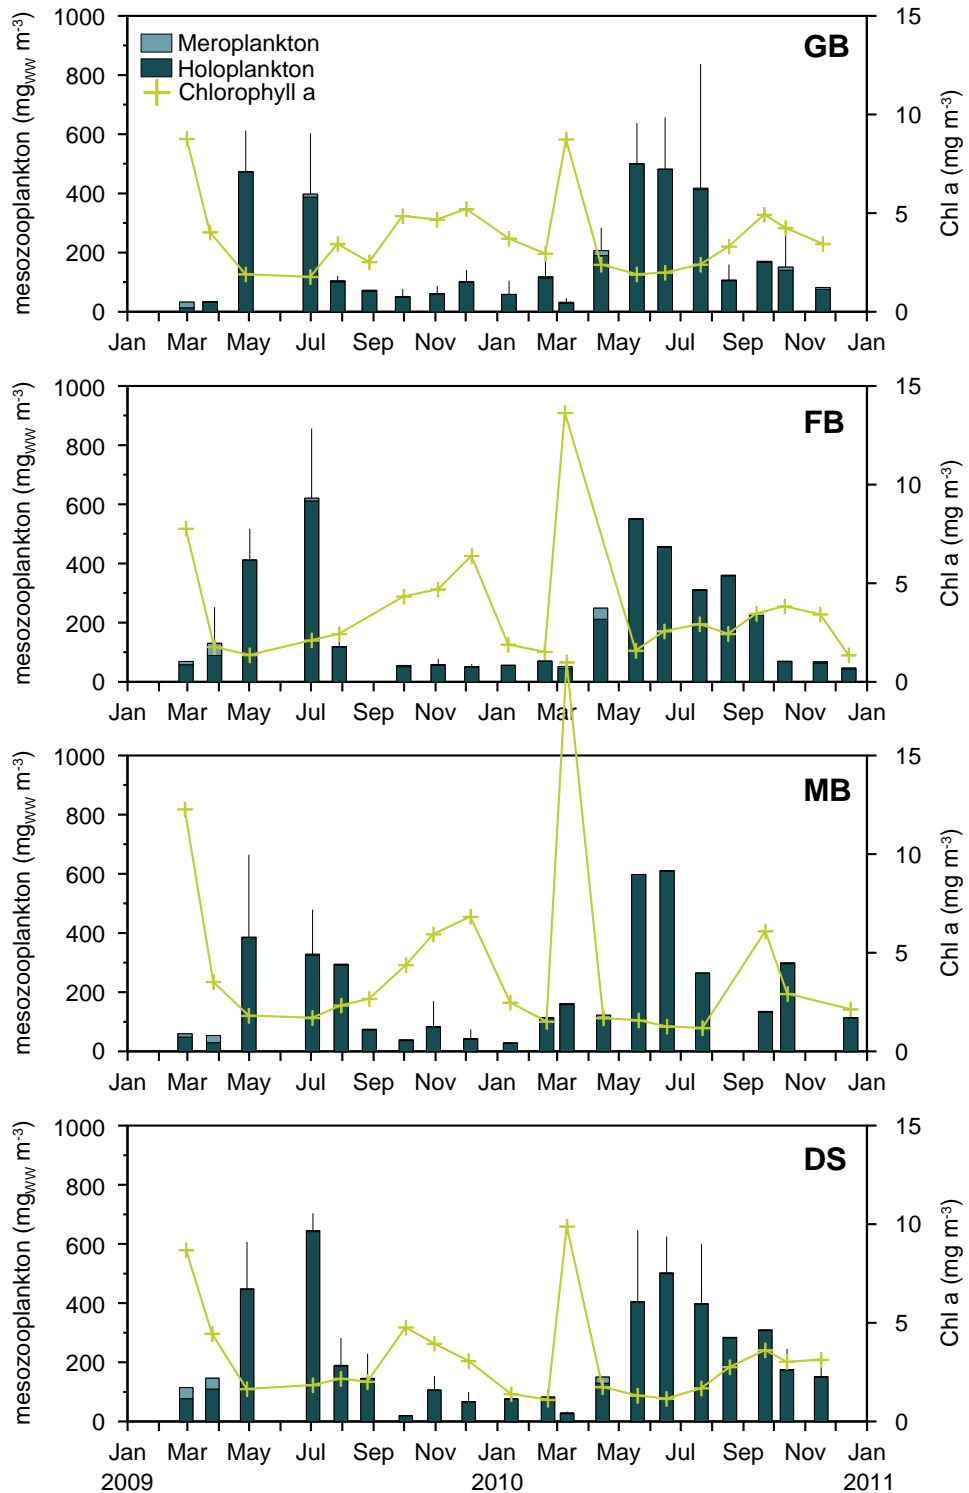 1000
800
600
400
200
0
mesozooplankton (mg_WW m⁻³)
Meroplankton
Holoplankton
Chlorophyll a
GB
15
10
5
0
Chl a (mg m⁻³)
Jan Mar May Jul Sep Nov Jan Mar May Jul Sep Nov Jan
1000
800
600
400
200
0
mesozooplankton (mg_WW m⁻³)
FB
15
10
5
0
Chl a (mg m⁻³)
Jan Mar May Jul Sep Nov Jan Mar May Jul Sep Nov Jan
1000
800
600
400
200
0
mesozooplankton (mg_WW m⁻³)
MB
15
10
5
0
Chl a (mg m⁻³)
Jan Mar May Jul Sep Nov Jan Mar May Jul Sep Nov Jan
1000
800
600
400
200
0
mesozooplankton (mg_WW m⁻³)
DS
15
10
5
0
Chl a (mg m⁻³)
Jan Mar May Jul Sep Nov Jan Mar May Jul Sep Nov Jan
2009 2010 2011